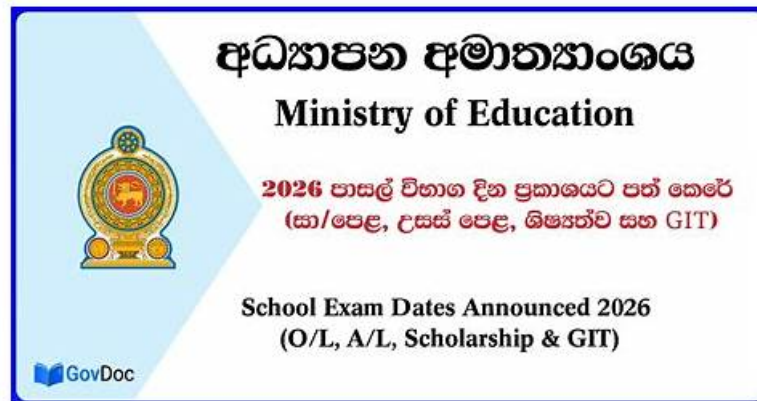 අධ්‍යාපන අමාත්‍යාංශය
Ministry of Education
2026 පාසල් විභාග දින ප්‍රකාශයට පත් කෙරේ
(සා/පෙළ, උසස් පෙළ, ශිෂ්‍යත්ව සහ GIT)
School Exam Dates Announced 2026
(O/L, A/L, Scholarship & GIT)
GovDoc